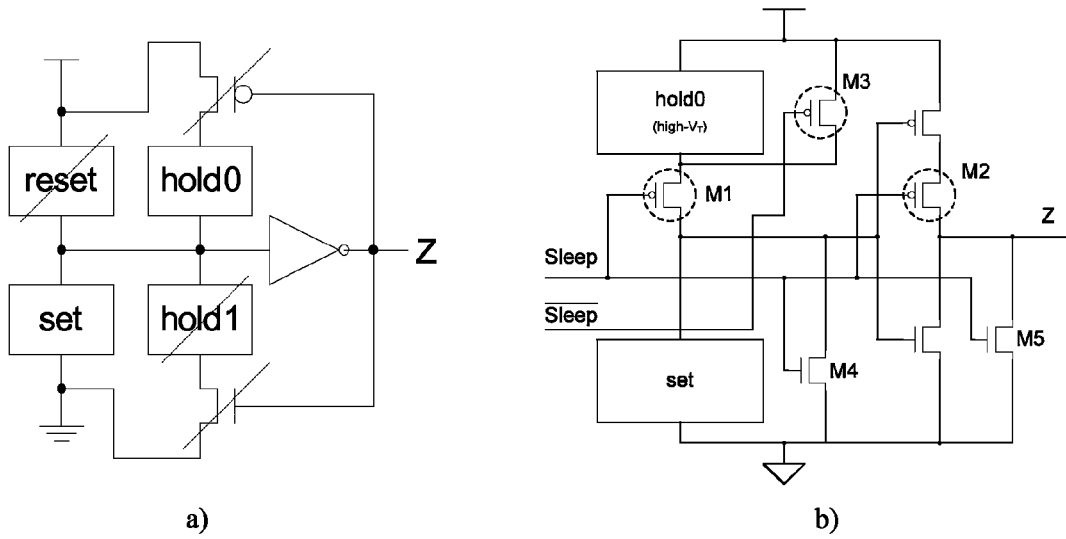 reset
hold0
Z
set
hold1
a)
hold0
(high-VT)
M3
M1
M2
Z
Sleep
Sleep
M5
M4
set
b)